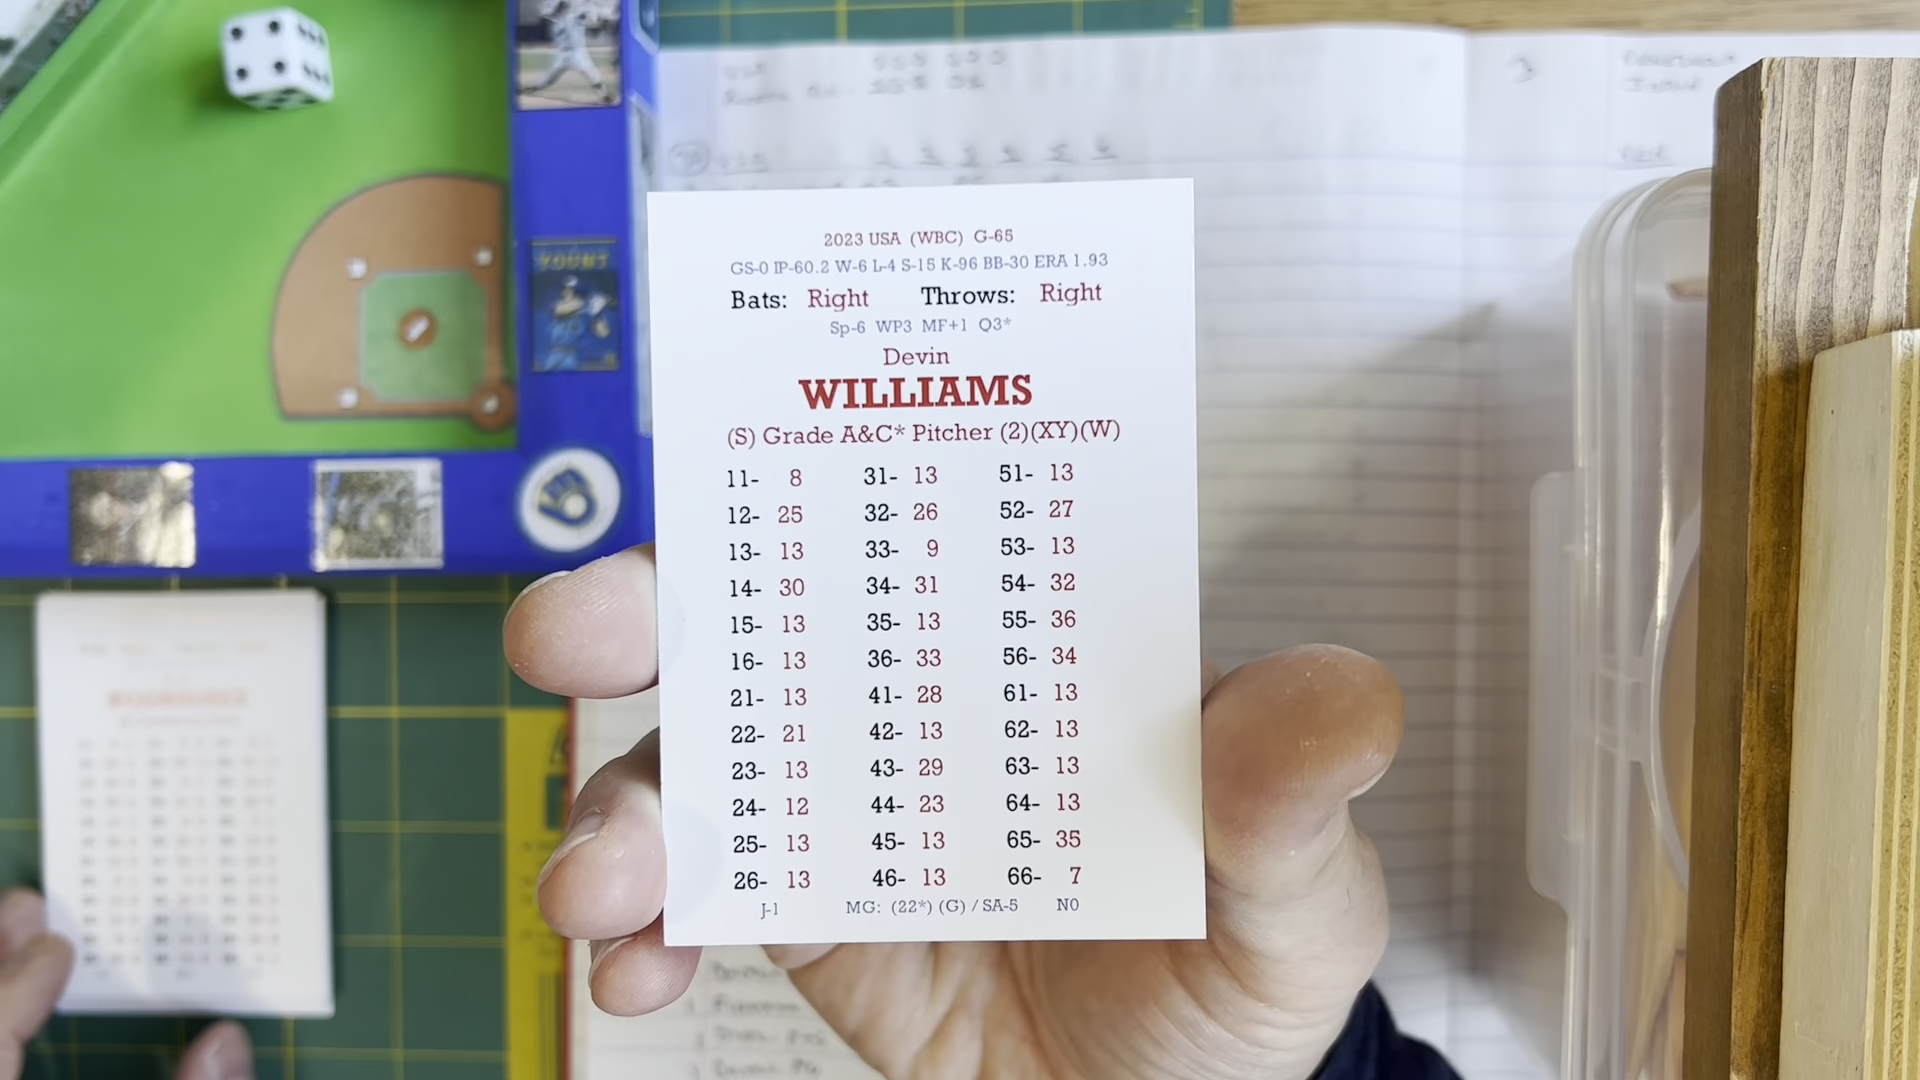 YOUNT
2023 USA (WBC) G-65
GS-0 IP-60.2 W-6 L-4 S-15 K-96 BB-30 ERA 1.93
Bats: Right Throws: Right
Sp-6 WP3 MF+1 Q3*
Devin
WILLIAMS
(S) Grade A&C* Pitcher (2)(XY)(W)
11- 8 31- 13 51- 13
12- 25 32- 26 52- 27
13- 13 33- 9 53- 13
14- 30 34- 31 54- 32
15- 13 35- 13 55- 36
16- 13 36- 33 56- 34
21- 13 41- 28 61- 13
22- 21 42- 13 62- 13
23- 13 43- 29 63- 13
24- 12 44- 23 64- 13
25- 13 45- 13 65- 35
26- 13 46- 13 66- 7
J-1 MG: (22*) (G) / SA-5 N0
RODRIGUEZ